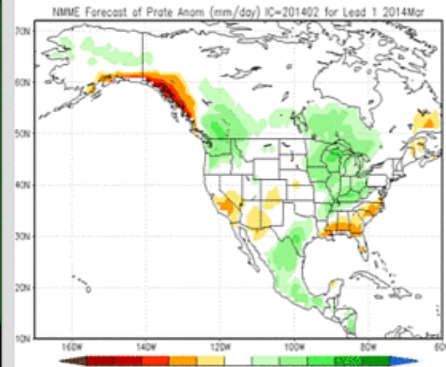 NMME Forecast of Prate Anom (mm/day) IC=201402 for Lead 1 2014Mar
70N
60N
50N
40N
30N
20N
10N
160W 140W 120W 100W 80W 60